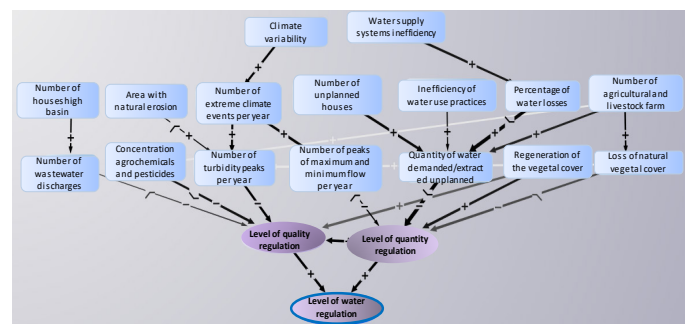 Climate
variability
Water supply
systems inefficiency
Number of
houses high
basin
Area with
natural erosion
Number of
extreme climate
events per year
Number of
unplanned
houses
Inefficiency of
water use practices
Percentage of
water losses
Number of
agricultural and
livestock farm
Number of
wastewater
discharges
Concentration
agrochemicals
and pesticides
Number of
turbidity peaks
per year
Number of peaks
of maximum and
minimum flow
per year
Quantity of water
demanded/extract
ed unplanned
Regeneration of
the vegetal cover
Loss of natural
vegetal cover
Level of quality
regulation
Level of quantity
regulation
Level of water
regulation